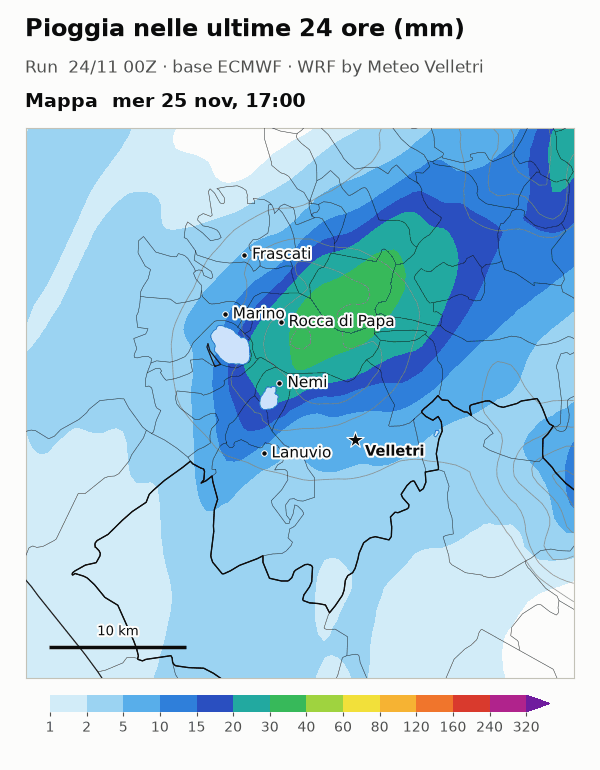 Pioggia nelle ultime 24 ore (mm)
Run  24/11 00Z · base ECMWF · WRF by Meteo Velletri
Mappa  mer 25 nov, 17:00
Frascati
Marino
Rocca di Papa
Nemi
Velletri
Lanuvio
10 km
1 2 5 10 15 20 30 40 60 80 120 160 240 320